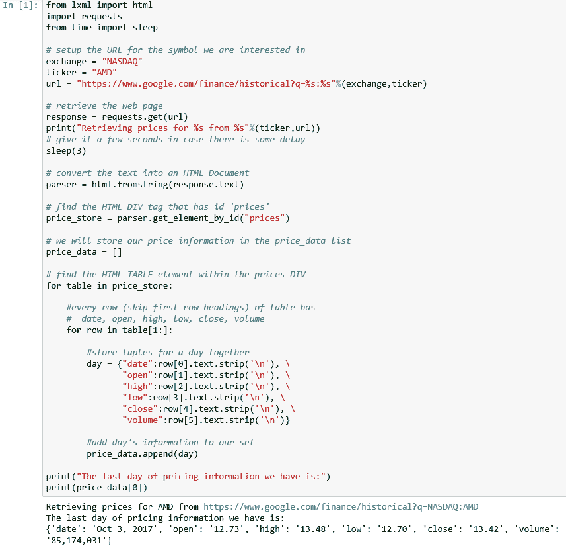 In [1]: from lxml import html
import requests
from time import sleep
# setup the URL for the symbol we are interested in
exchange = "NASDAQ"
ticker = "AMD"
url = "https://www.google.com/finance/historical?q=%s:%s"%(exchange,ticker)
# retrieve the web page
response = requests.get(url)
print("Retrieving prices for %s from %s"%(ticker,url))
# give it a few seconds in case there is some delay
sleep(3)
# convert the text into an HTML Document
parser = html.fromstring(response.text)
# find the HTML DIV tag that has id 'prices'
price_store = parser.get_element_by_id("prices")
# we will store our price information in the price_data list
price_data = []
# find the HTML TABLE element within the prices DIV
for table in price_store:
#every row (skip first row headings) of table has
# date, open, high, low, close, volume
for row in table[1:]:
#store tuples for a day together
day = {"date":row[0].text.strip('\n'), \
"open":row[1].text.strip('\n'), \
"high":row[2].text.strip('\n'), \
"low":row[3].text.strip('\n'), \
"close":row[4].text.strip('\n'), \
"volume":row[5].text.strip('\n')}
#add day's information to our set
price_data.append(day)
print("The last day of pricing information we have is:")
print(price_data[0])
Retrieving prices for AMD from https://www.google.com/finance/historical?q=NASDAQ:AMD
The last day of pricing information we have is:
{'date': 'Oct 3, 2017', 'open': '12.73', 'high': '13.48', 'low': '12.70', 'close': '13.42', 'volume':